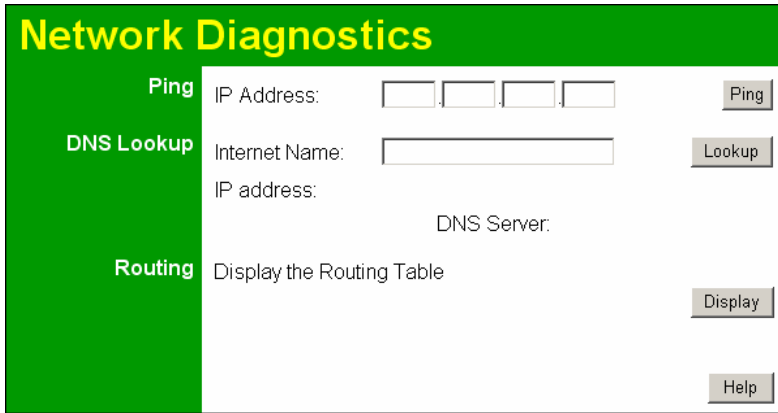 Network Diagnostics
Ping IP Address: . . . Ping
DNS Lookup Internet Name: Lookup
IP address:
DNS Server:
Routing Display the Routing Table
Display
Help